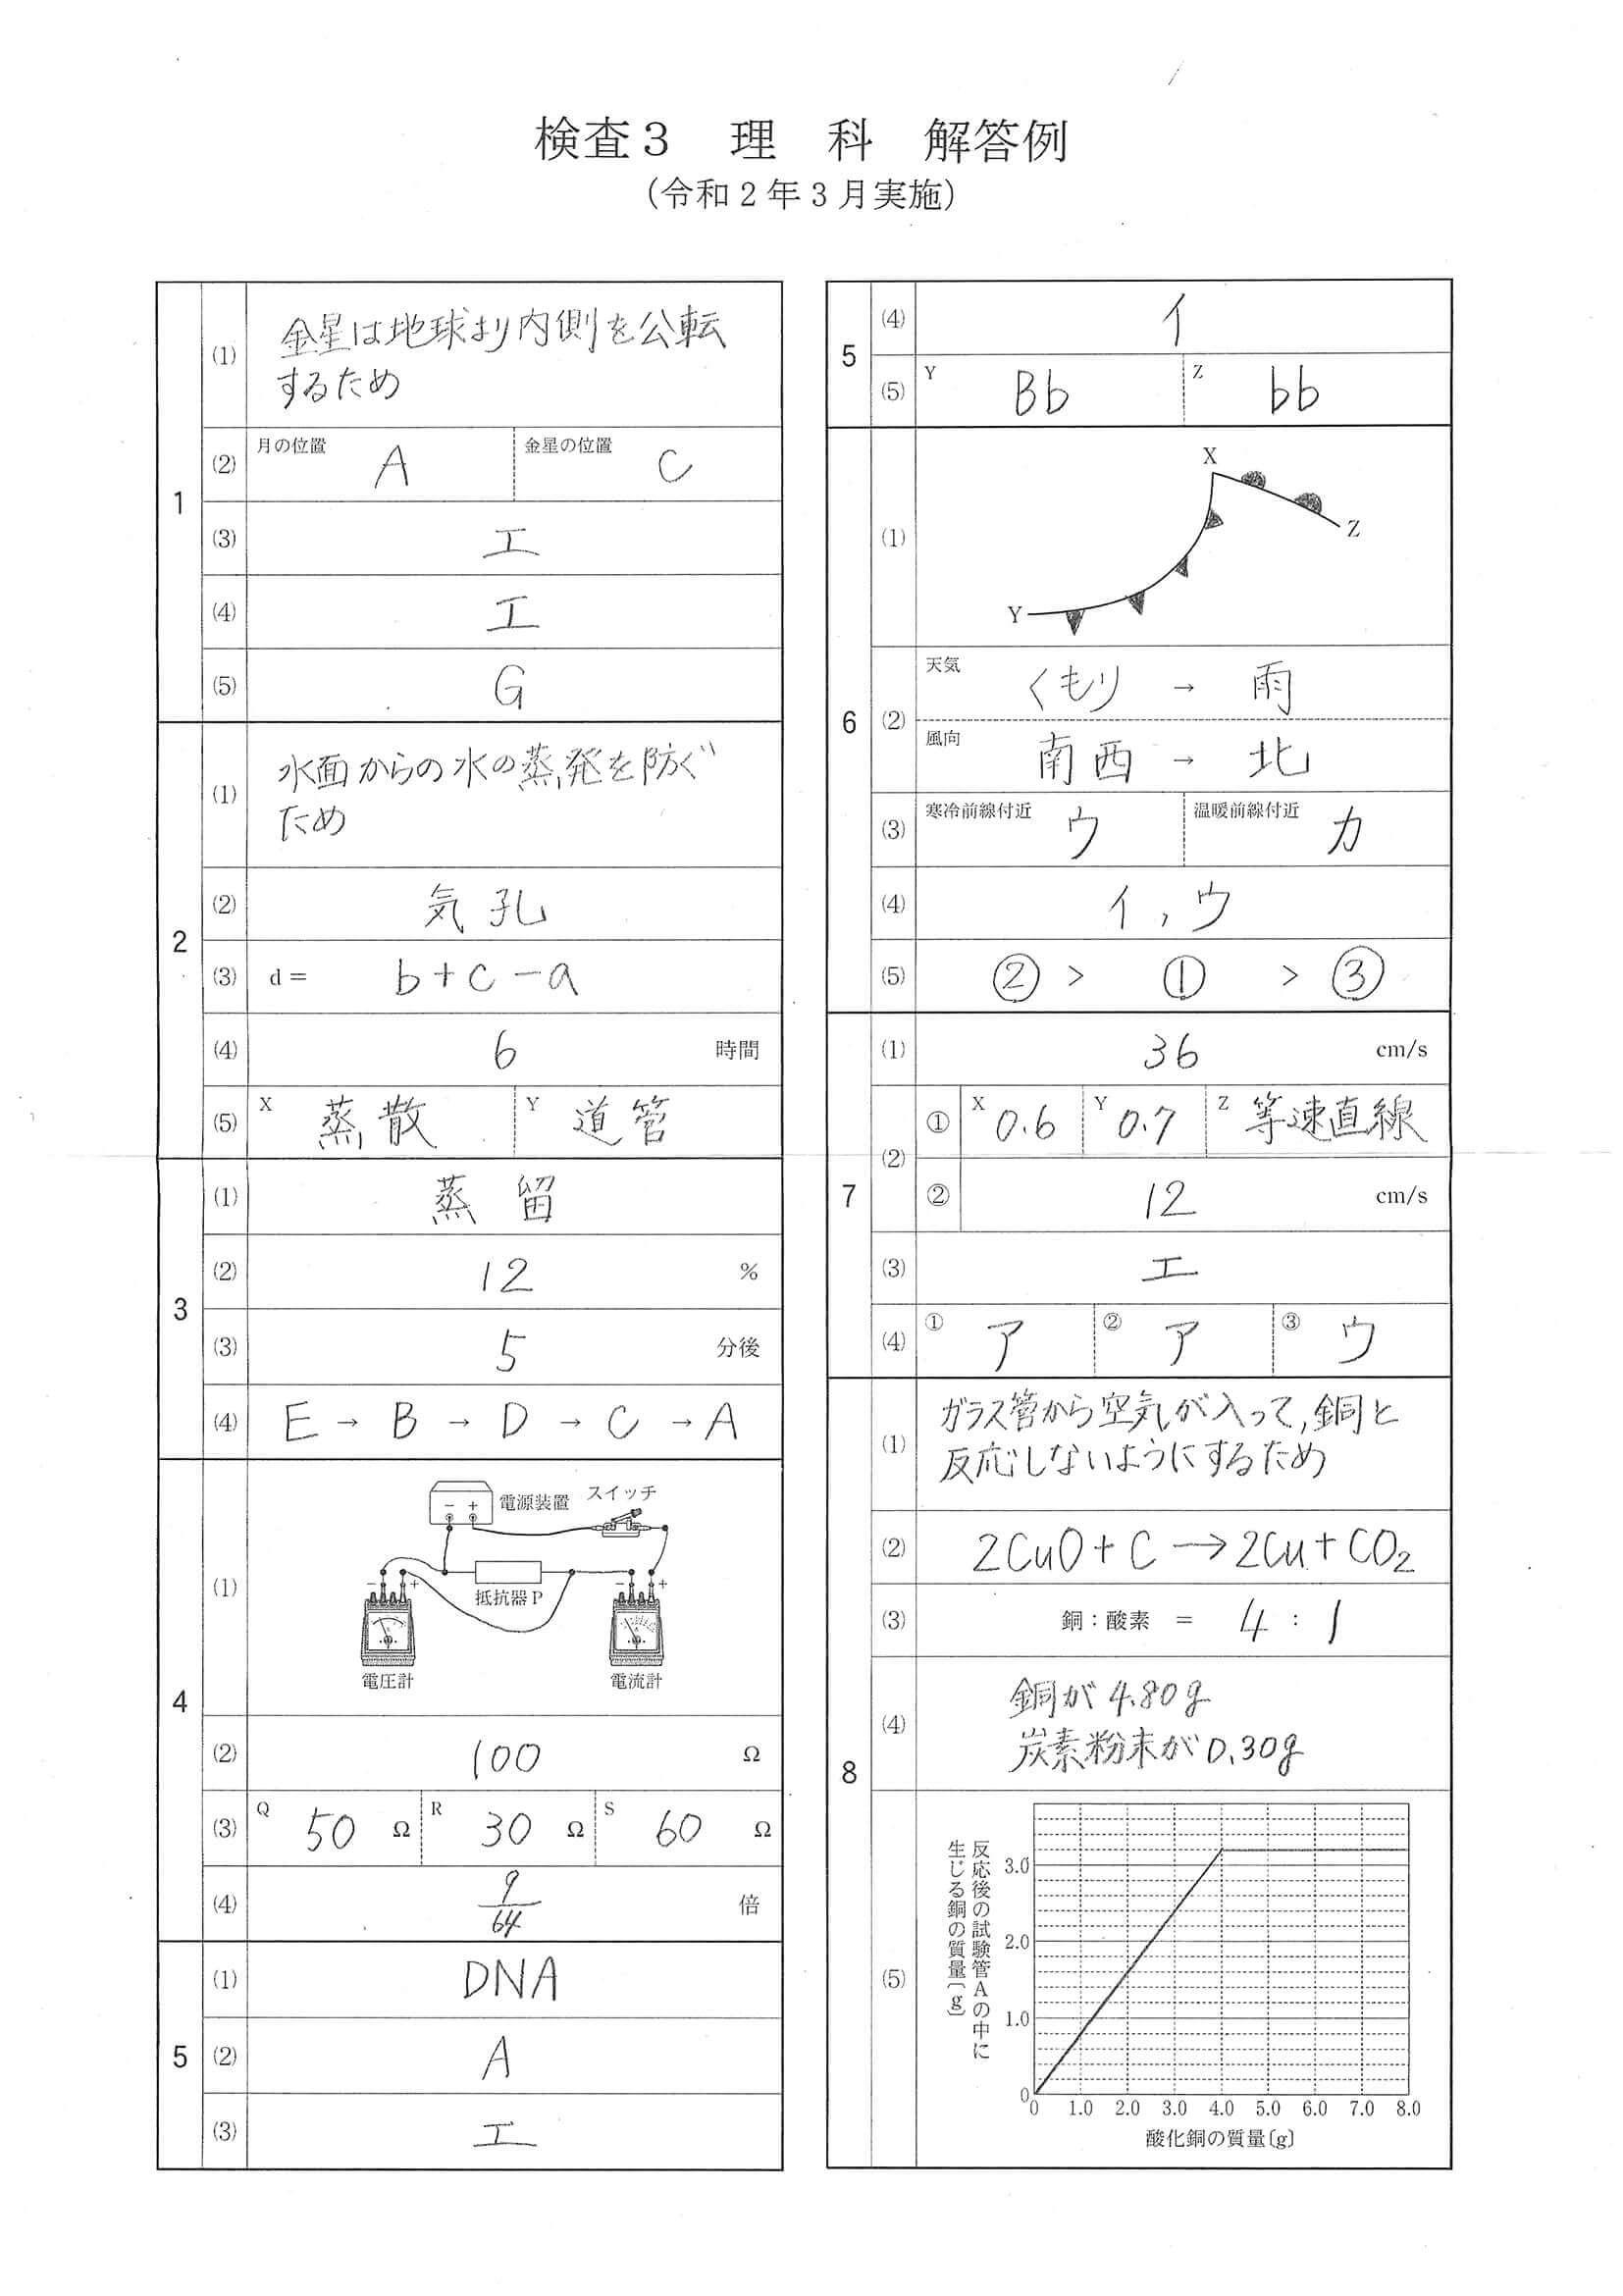 検査3 理科 解答例
(令和2年3月実施)
1
(1) 金星は地球より内側を公転
するため
(2) 月の位置 A 金星の位置 C
(3) エ
(4) エ
(5) G
2
(1) 水面からの水の蒸発を防ぐ
ため
(2) 気孔
(3) d = b+c-a
(4) 6 時間
(5) X 蒸散 Y 道管
3
(1) 蒸留
(2) 12 %
(3) 5 分後
(4) E → B → D → C → A
4
(1)
電源装置 スイッチ
- +
抵抗器P
- + - +
電圧計 電流計
(2) 100 Ω
(3) Q 50 Ω R 30 Ω S 60 Ω
(4) 9/64 倍
5
(1) DNA
(2) A
(3) エ
5
(4) イ
(5) Y Bb Z bb
6
(1)
X
Z
Y
(2) 天気 くもり → 雨
風向 南西 → 北
(3) 寒冷前線付近 ウ 温暖前線付近 カ
(4) イ,ウ
(5) ② > ① > ③
7
(1) 36 cm/s
(2) ① X 0.6 Y 0.7 Z 等速直線
② 12 cm/s
(3) エ
(4) ① ア ② ア ③ ウ
8
(1) ガラス管から空気が入って,銅と
反応しないようにするため
(2) 2CuO + C → 2Cu + CO₂
(3) 銅:酸素 = 4 : 1
(4) 銅が4.80g
炭素粉末が0.30g
(5)
反応後の試験管Aの中に
生じる銅の質量〔g〕
3.0
2.0
1.0
0
0 1.0 2.0 3.0 4.0 5.0 6.0 7.0 8.0
酸化銅の質量〔g〕